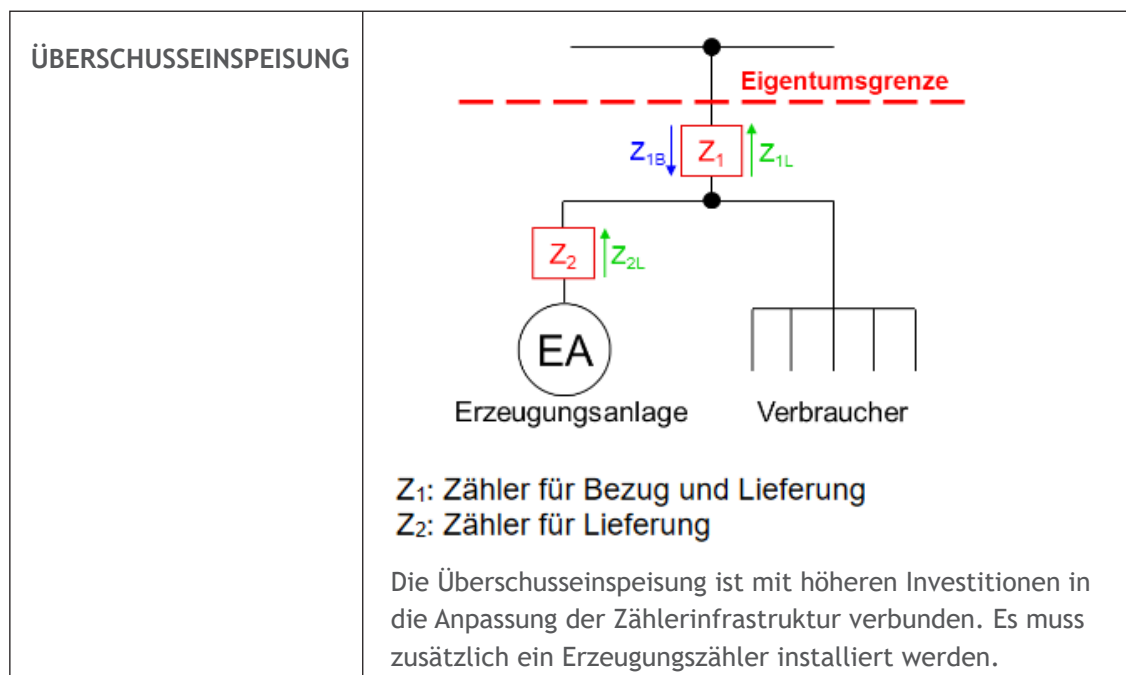 ÜBERSCHUSSEINSPEISUNG
Eigentumsgrenze
Z1B Z1 Z1L
Z2 Z2L
EA
Erzeugungsanlage Verbraucher
Z1: Zähler für Bezug und Lieferung
Z2: Zähler für Lieferung
Die Überschusseinspeisung ist mit höheren Investitionen in
die Anpassung der Zählerinfrastruktur verbunden. Es muss
zusätzlich ein Erzeugungszähler installiert werden.